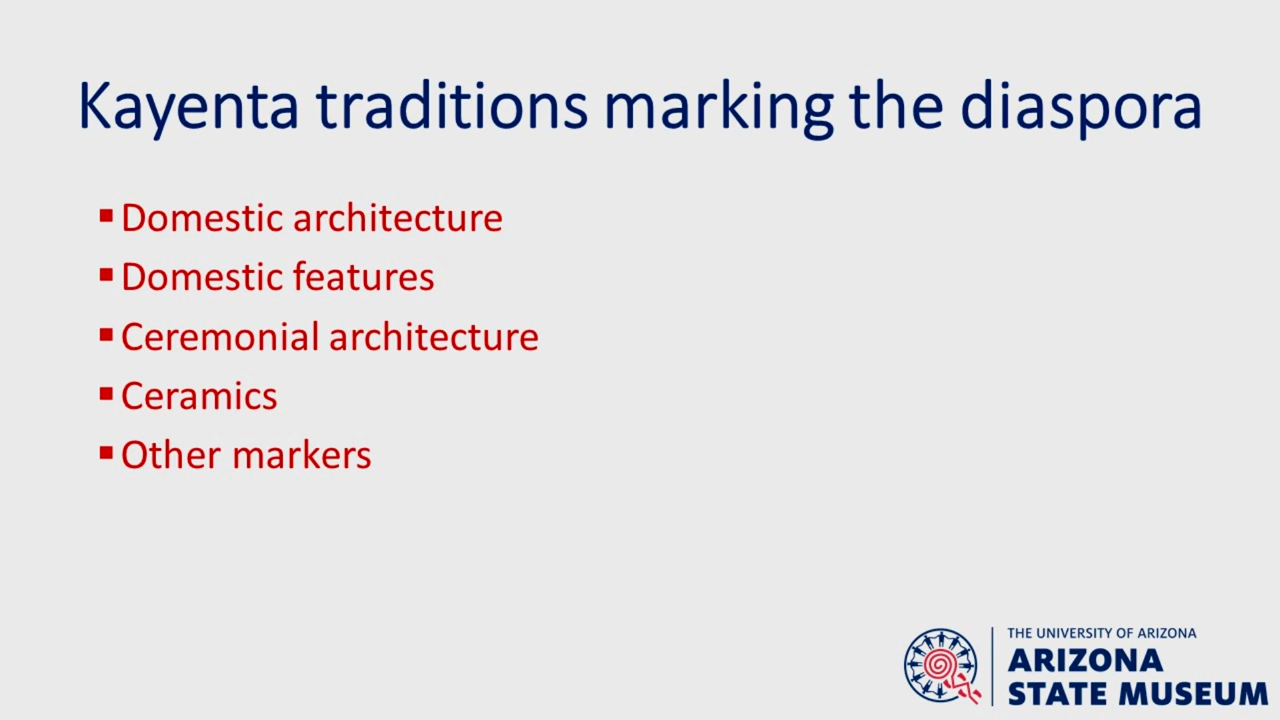 Kayenta traditions marking the diaspora
▪Domestic architecture
▪Domestic features
▪Ceremonial architecture
▪Ceramics
▪Other markers
THE UNIVERSITY OF ARIZONA
ARIZONA
STATE MUSEUM